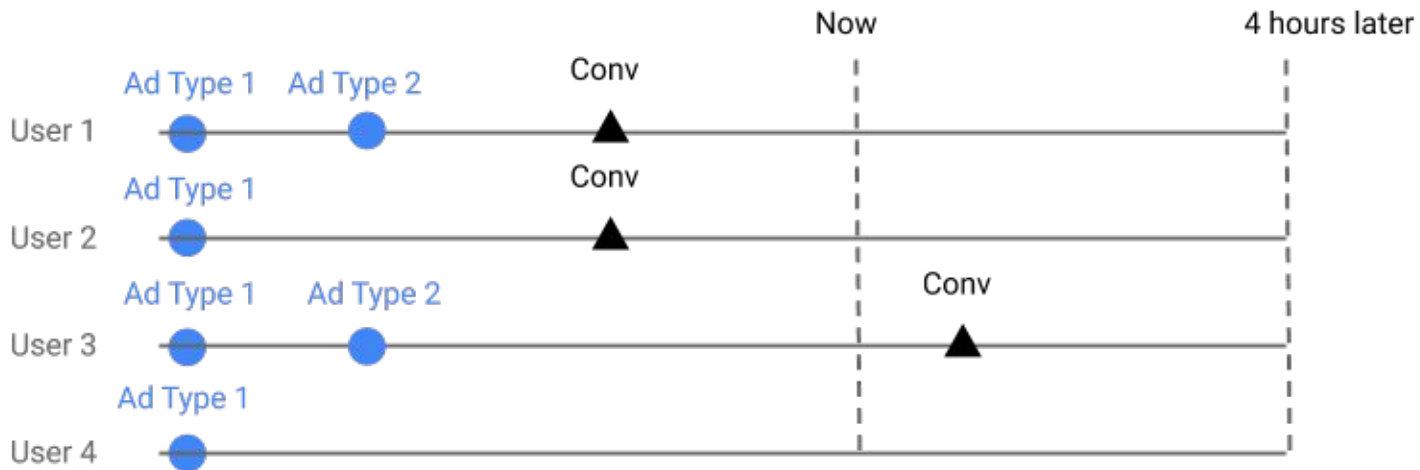 Now 4 hours later
Ad Type 1 Ad Type 2 Conv
User 1
Ad Type 1 Conv
User 2
Ad Type 1 Ad Type 2 Conv
User 3
Ad Type 1
User 4